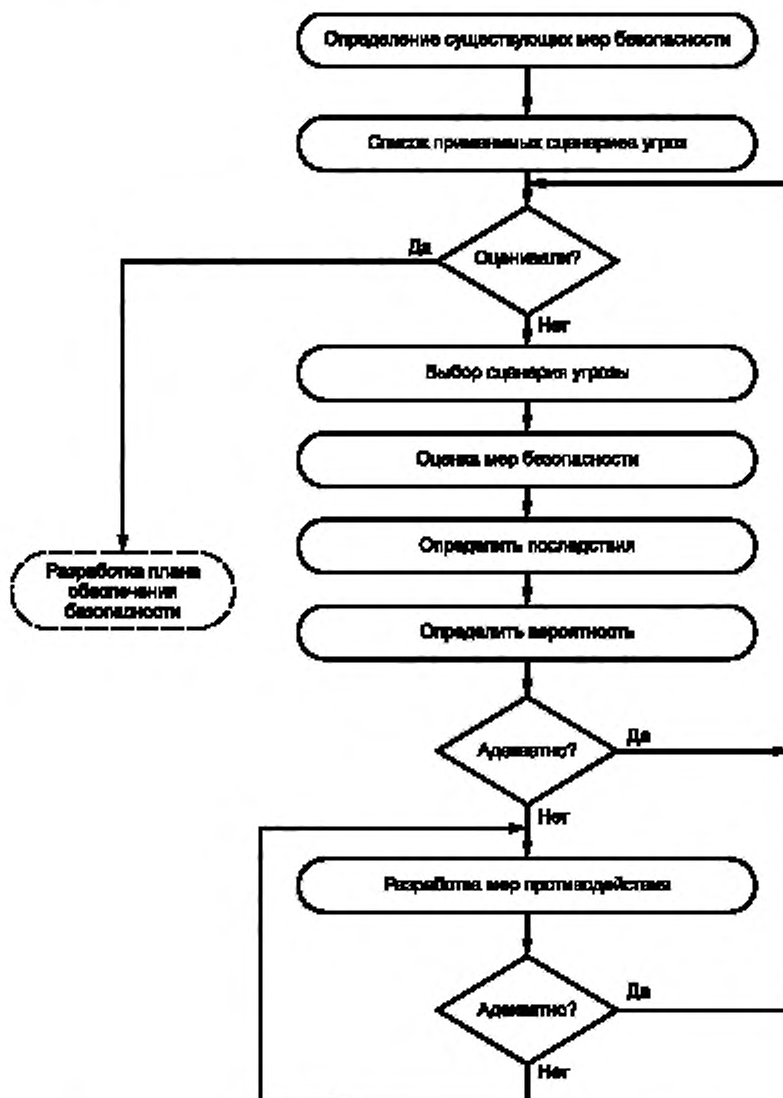 Определение существующих мер безопасности
Список применимых сценариев угроз
Да
Оценивали?
Нет
Выбор сценария угрозы
Оценка мер безопасности
Определить последствия
Разработка плана
обеспечения
безопасности
Определить вероятность
Адекватно?
Да
Нет
Разработка мер противодействия
Адекватно?
Да
Нет